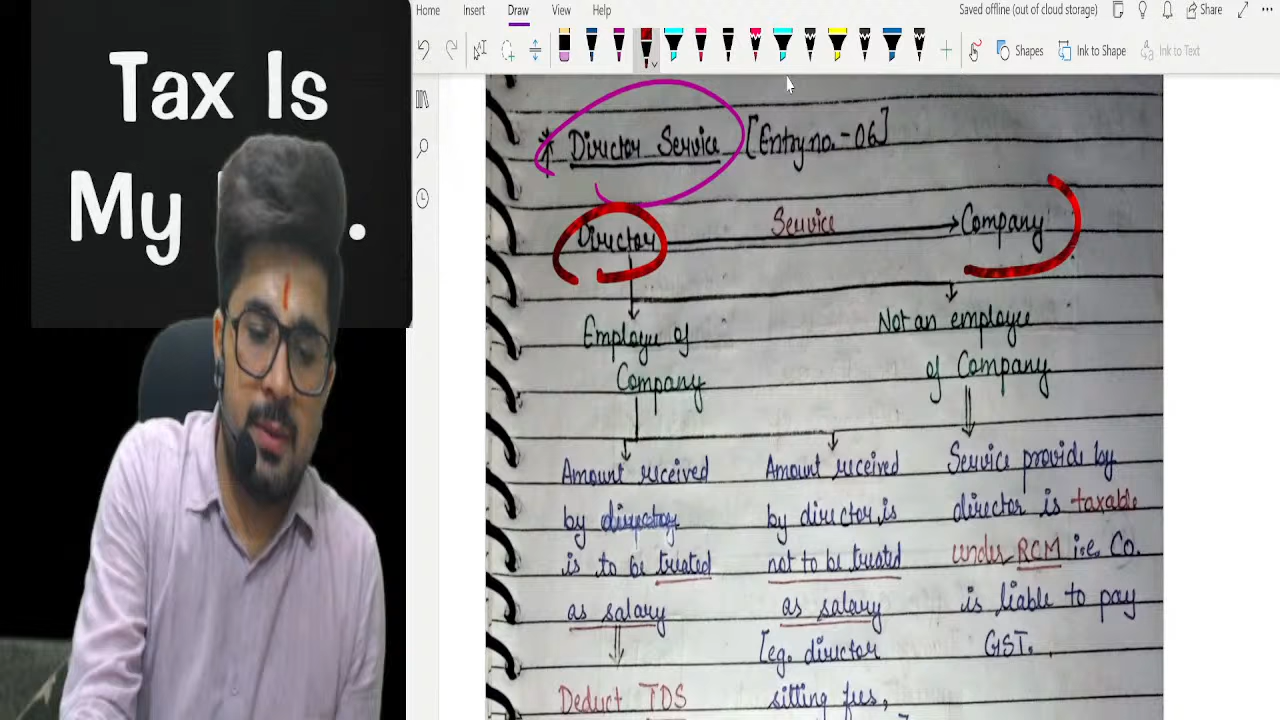 Tax Is
My
.
Home Insert Draw View Help
Saved offline (out of cloud storage)
Share
Shapes
Ink to Shape
Ink to Text
* Director Service [Entry no. - 06]
Director Service Company
Employee of
Company
Not an employee
of Company
Amount received
by
is to be treated
as salary
Deduct TDS
Amount received
by director is
not to be treated
as salary
[eg. director
sitting fees,
Service provide by
director is taxable
under RCM i.e. Co.
is liable to pay
GST.